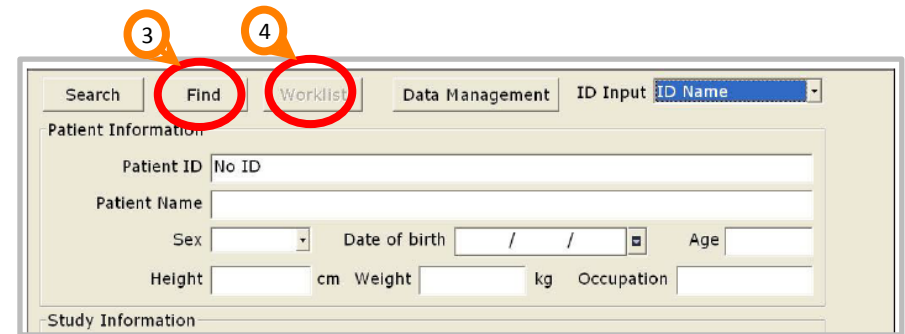 3 4
Search Find Worklist Data Management ID Input ID Name
Patient Information
Patient ID No ID
Patient Name
Sex Date of birth / / Age
Height cm Weight kg Occupation
Study Information